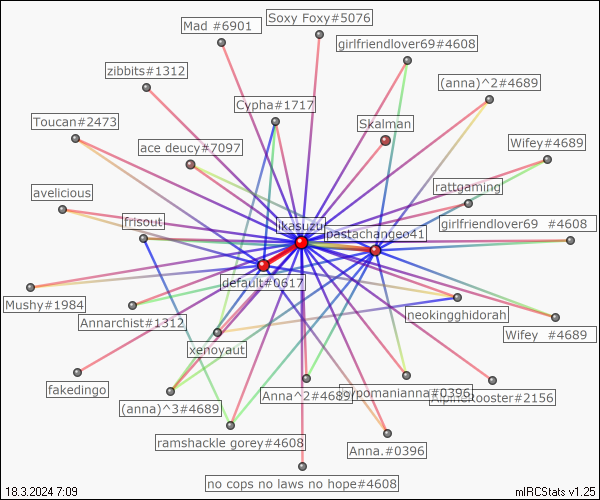 Soxy Foxy#5076
Mad #6901
girlfriendlover69#4608
zibbits#1312
(anna)^2#4689
Cypha#1717
Toucan#2473
Skalman
ace deucy#7097
Wifey#4689
rattgaming
avelicious
frisout
ikasuzu
pastachangeo41
girlfriendlover69 #4608
default#0617
Mushy#1984
Annarchist#1312
neokingghidorah
Wifey #4689
xenoyaut
fakedingo
Anna^2#4689
ypomanianna#0396
Rooster#2156
(anna)^3#4689
ramshackle gorey#4608
Anna.#0396
no cops no laws no hope#4608
18.3.2024 7:09
mIRCStats v1.25